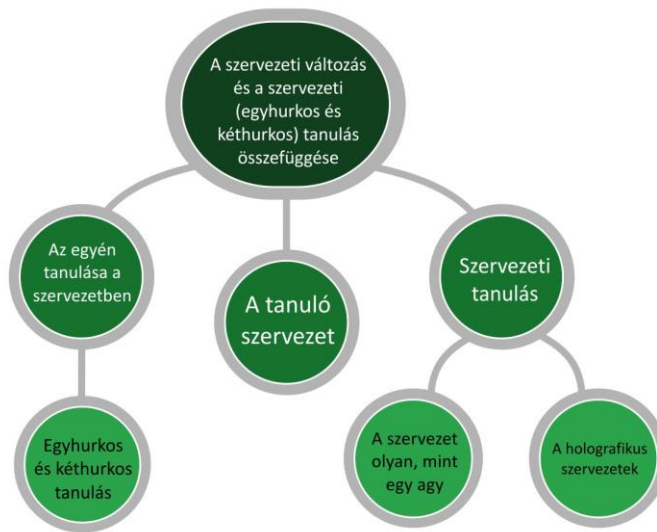 A szervezeti változás
és a szervezeti
(egyhurkos és
kéthurkos) tanulás
összefüggése
Az egyén
tanulása a
szervezetben
A tanuló
szervezet
Szervezeti
tanulás
Egyhurkos
és kéthurkos
tanulás
A szervezet
olyan, mint
egy agy
A holografikus
szervezetek